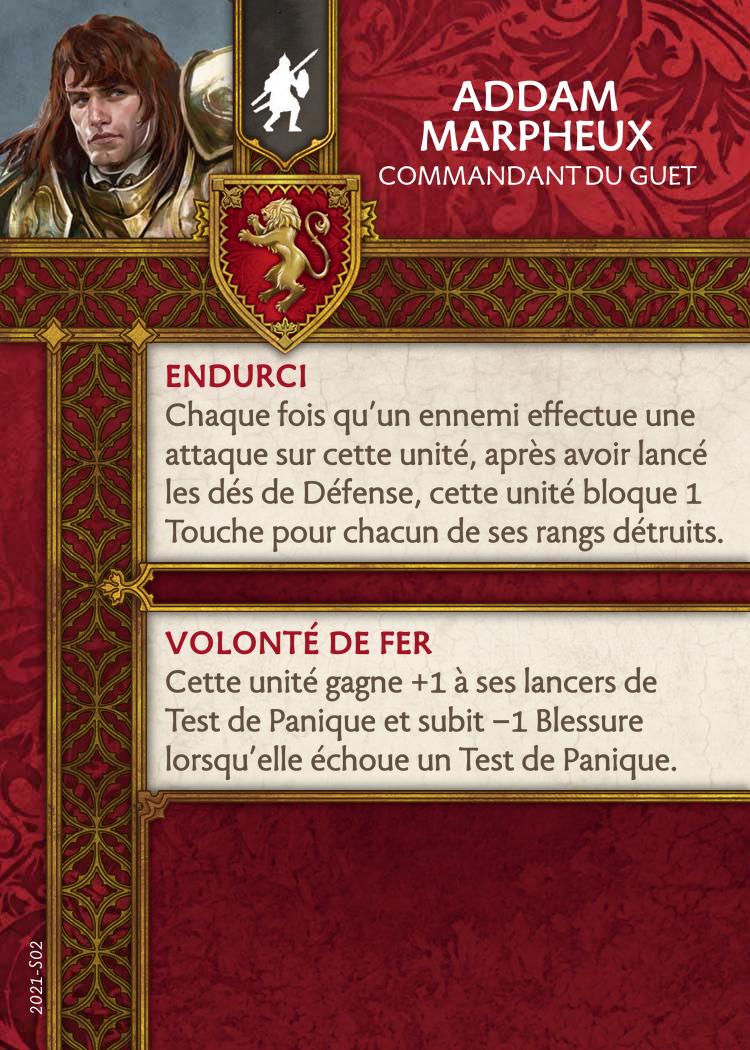 ADDAM
MARPHEUX
COMMANDANT DU GUET
ENDURCI
Chaque fois qu'un ennemi effectue une
attaque sur cette unité, après avoir lancé
les dés de Défense, cette unité bloque 1
Touche pour chacun de ses rangs détruits.
VOLONTÉ DE FER
Cette unité gagne +1 à ses lancers de
Test de Panique et subit −1 Blessure
lorsqu'elle échoue un Test de Panique.
2021-S02